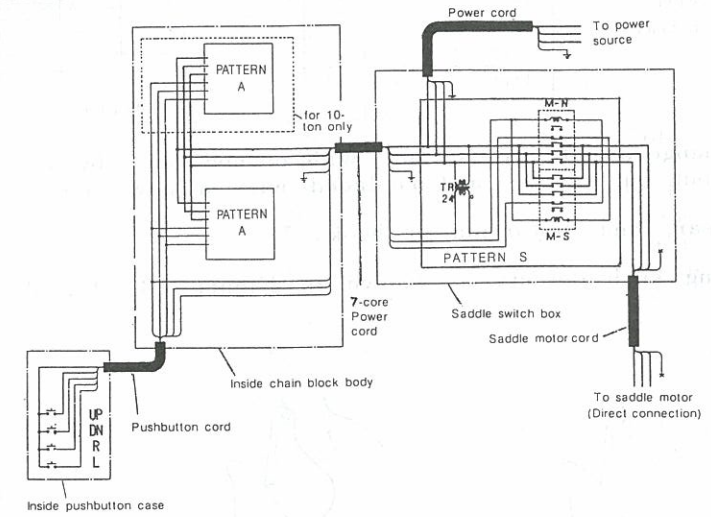 Power cord
To power
source
PATTERN
A
for 10-
ton only
M-N
TR
24
PATTERN
A
M-S
PATTERN S
7-core
Power
cord
Saddle switch box
Saddle motor cord
Inside chain block body
To saddle motor
(Direct connection)
Pushbutton cord
UP
DN
R
L
Inside pushbutton case